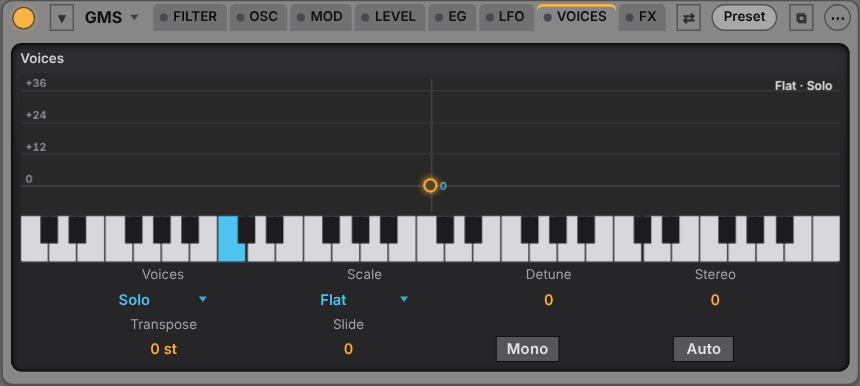 GMS FILTER OSC MOD LEVEL EG LFO VOICES FX Preset
Voices
+36
Flat · Solo
+24
+12
0
0
Voices Scale Detune Stereo
Solo Flat 0 0
Transpose Slide
0 st 0 Mono Auto